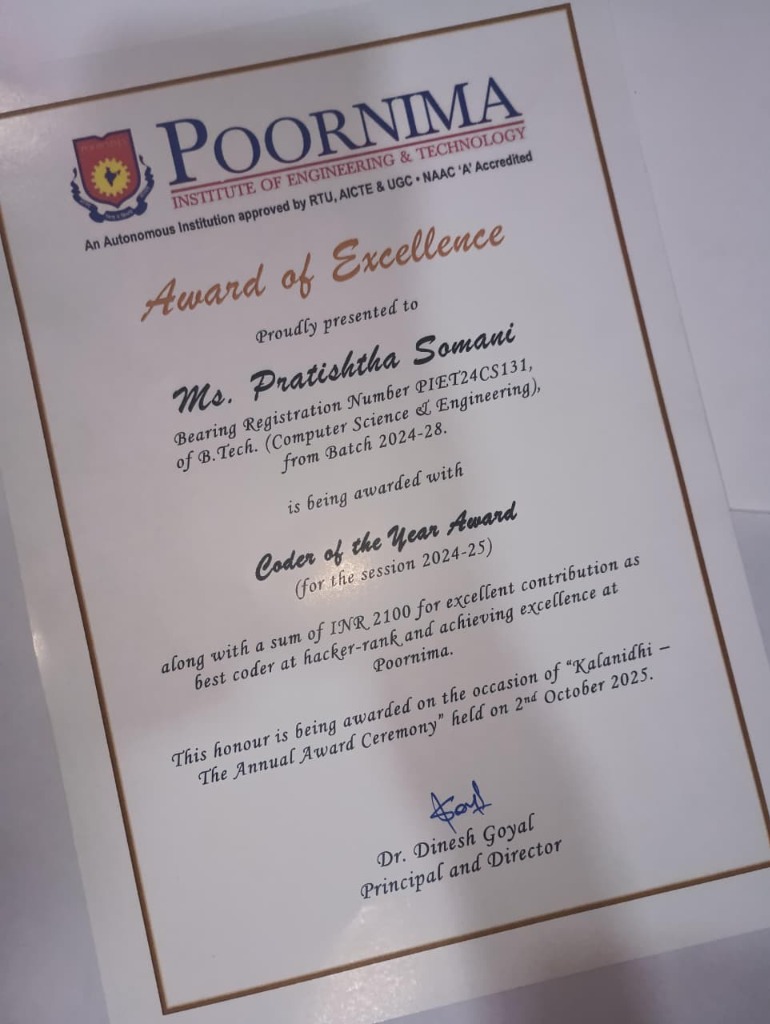 POORNIMA
INSTITUTE OF ENGINEERING & TECHNOLOGY
An Autonomous Institution approved by RTU, AICTE & UGC • NAAC 'A' Accredited
Award of Excellence
Proudly presented to
Ms. Pratishtha Somani
Bearing Registration Number PIET24CS131,
of B.Tech. (Computer Science & Engineering),
from Batch 2024-28.
is being awarded with
Coder of the Year Award
(for the session 2024-25)
along with a sum of INR 2100 for excellent contribution as
best coder at hacker-rank and achieving excellence at
Poornima.
This honour is being awarded on the occasion of “Kalanidhi –
The Annual Award Ceremony” held on 2nd October 2025.
Dr. Dinesh Goyal
Principal and Director